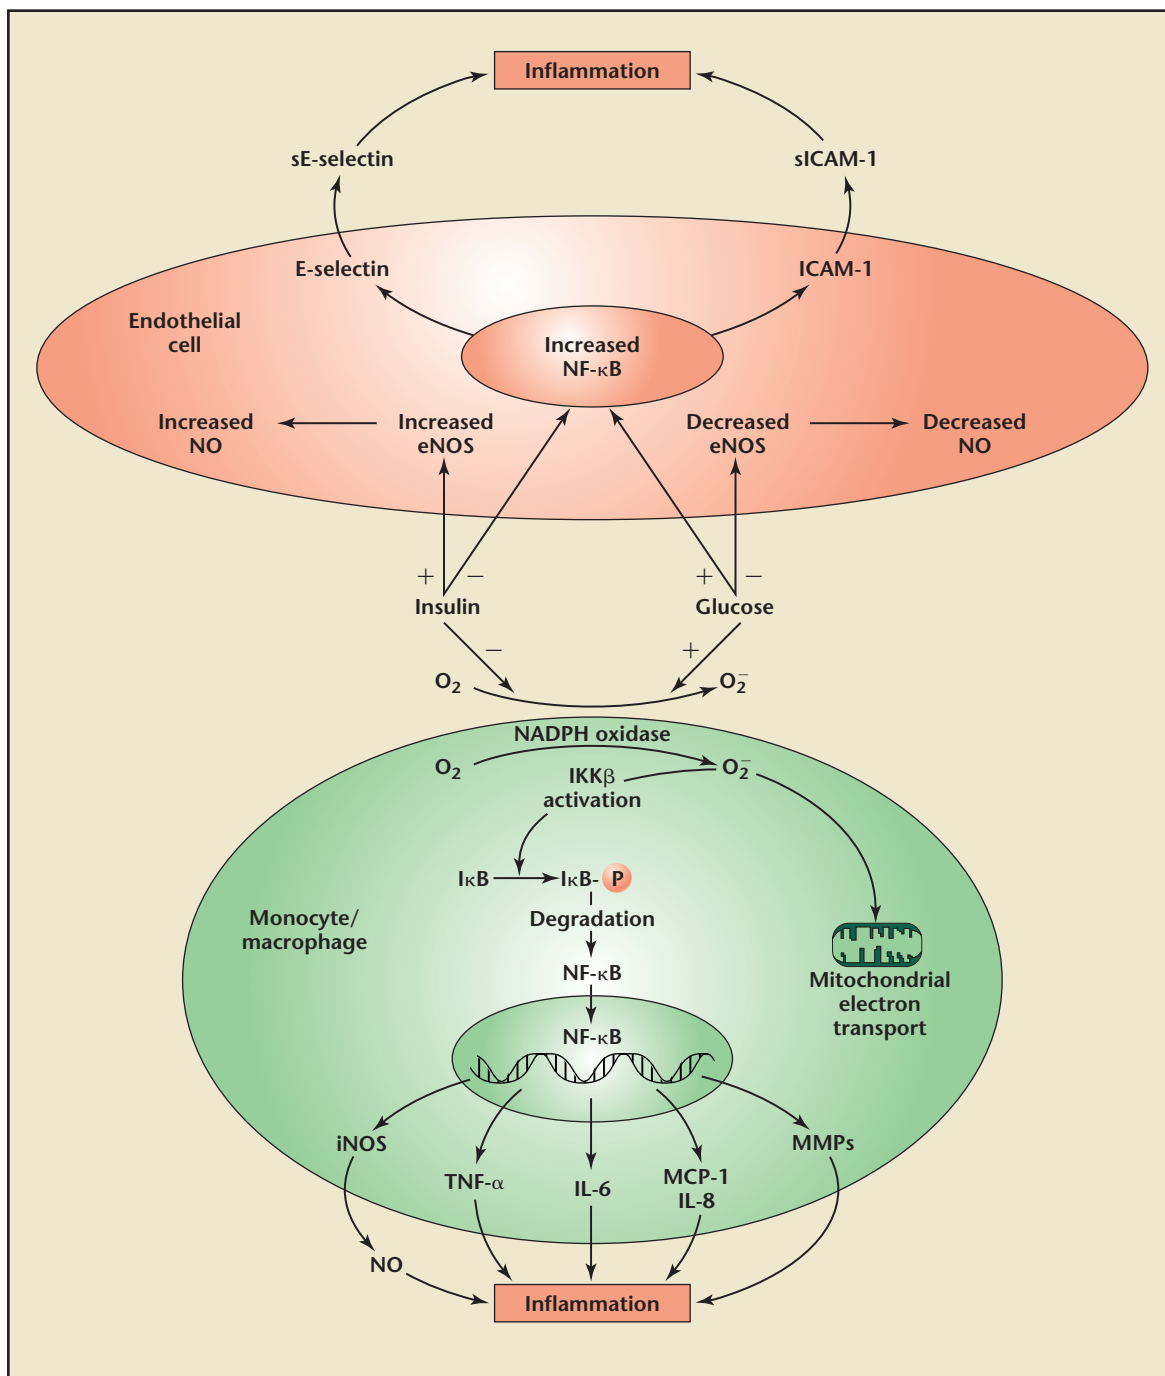 Inflammation
sE-selectin
sICAM-1
E-selectin
ICAM-1
Endothelial
cell
Increased
NF-κB
Increased
NO
Increased
eNOS
Decreased
eNOS
Decreased
NO
+
−
+
−
Insulin
Glucose
−
+
O₂
O₂⁻
NADPH oxidase
O₂
O₂⁻
IKKβ
activation
IκB
IκB-
P
Degradation
Monocyte/
macrophage
NF-κB
Mitochondrial
electron
transport
NF-κB
iNOS
MMPs
TNF-α
IL-6
MCP-1
IL-8
NO
Inflammation